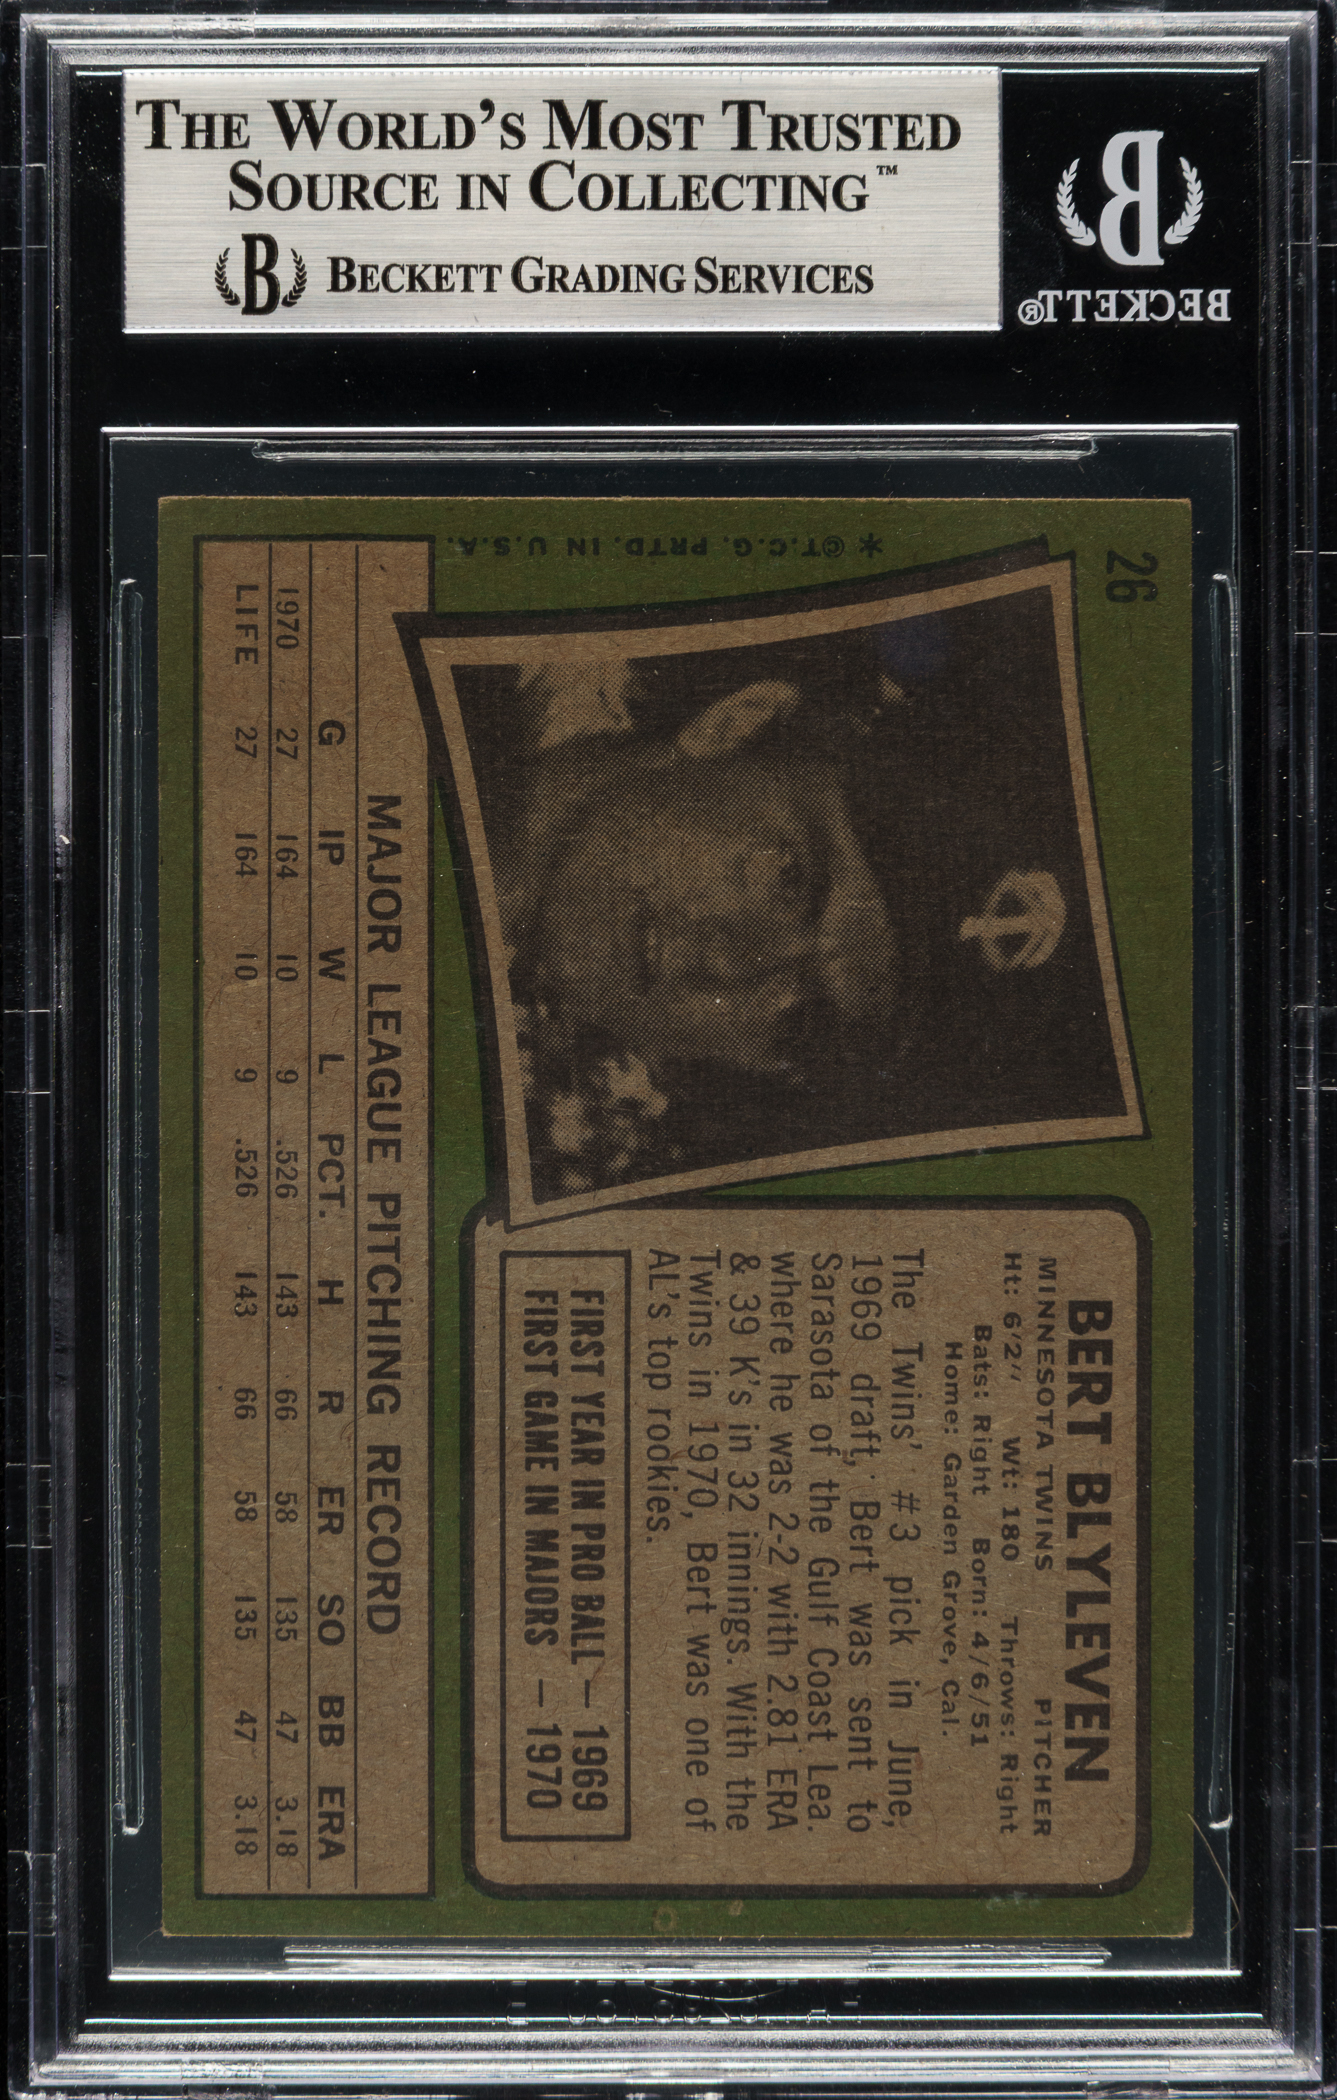 THE WORLD'S MOST TRUSTED
SOURCE IN COLLECTING™
B BECKETT GRADING SERVICES
B
BECKETT®
26
* ©T.C.G. PRTD. IN U.S.A.
BERT BLYLEVEN
MINNESOTA TWINS PITCHER
Ht: 6'2" Wt: 180 Throws: Right
Bats: Right Born: 4/6/51
Home: Garden Grove, Cal.
The Twins' #3 pick in June,
1969 draft, Bert was sent to
Sarasota of the Gulf Coast Lea.
where he was 2-2 with 2.81 ERA
& 39 K's in 32 innings. With the
Twins in 1970, Bert was one of
AL's top rookies.
FIRST YEAR IN PRO BALL — 1969
FIRST GAME IN MAJORS — 1970
MAJOR LEAGUE PITCHING RECORD
G IP W L PCT. H R ER SO BB ERA
1970 27 164 10 9 .526 143 66 58 135 47 3.18
LIFE 27 164 10 9 .526 143 66 58 135 47 3.18